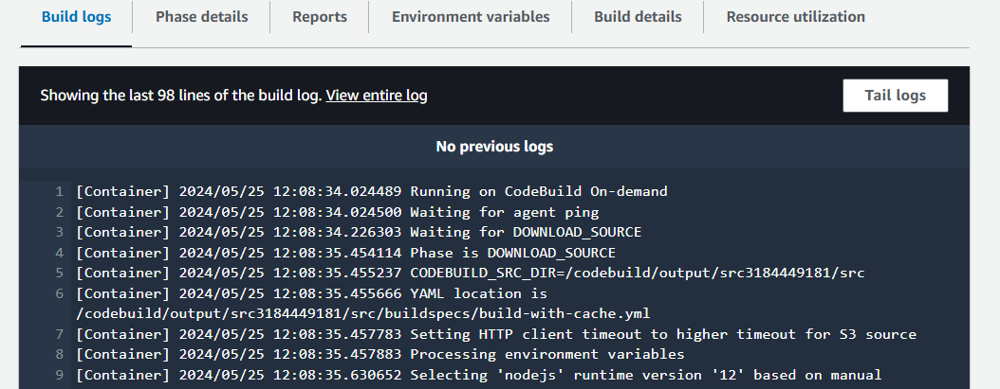 Build logs Phase details Reports Environment variables Build details Resource utilization
Showing the last 98 lines of the build log. View entire log Tail logs
No previous logs
1 [Container] 2024/05/25 12:08:34.024489 Running on CodeBuild On-demand
2 [Container] 2024/05/25 12:08:34.024500 Waiting for agent ping
3 [Container] 2024/05/25 12:08:34.226303 Waiting for DOWNLOAD_SOURCE
4 [Container] 2024/05/25 12:08:35.454114 Phase is DOWNLOAD_SOURCE
5 [Container] 2024/05/25 12:08:35.455237 CODEBUILD_SRC_DIR=/codebuild/output/src3184449181/src
6 [Container] 2024/05/25 12:08:35.455666 YAML location is
/codebuild/output/src3184449181/src/buildspecs/build-with-cache.yml
7 [Container] 2024/05/25 12:08:35.457783 Setting HTTP client timeout to higher timeout for S3 source
8 [Container] 2024/05/25 12:08:35.457883 Processing environment variables
9 [Container] 2024/05/25 12:08:35.630652 Selecting 'nodejs' runtime version '12' based on manual